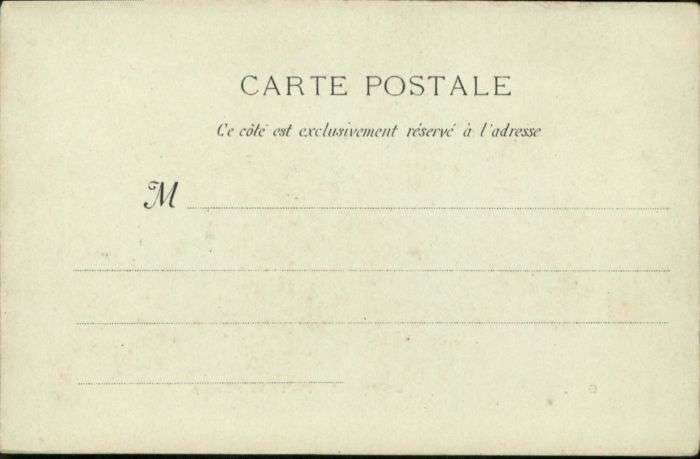 CARTE POSTALE
Ce côté est exclusivement réservé à l'adresse
M